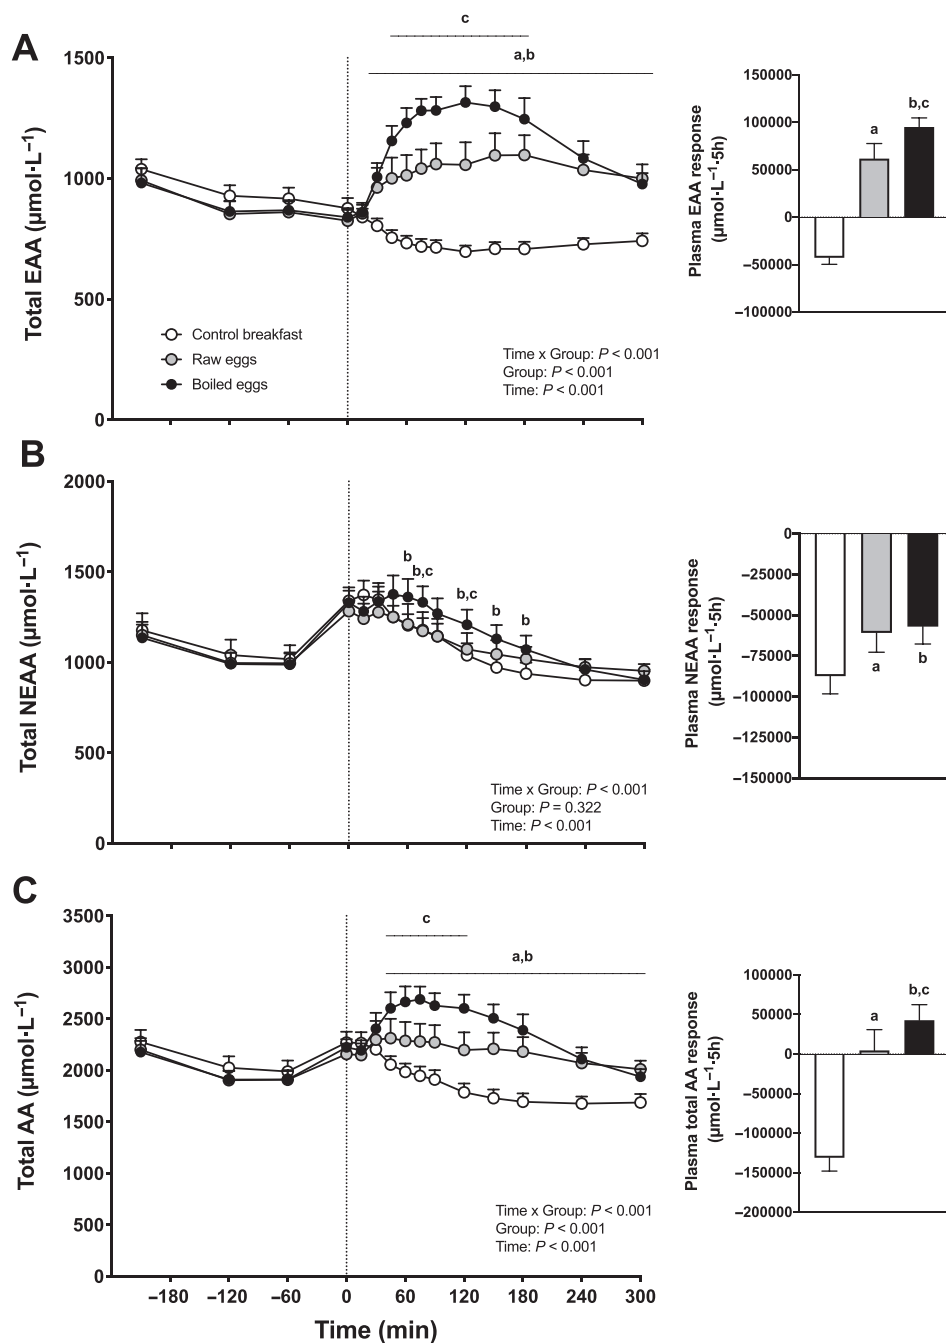 A
c
a,b
1500
1000
500
0
Total EAA (µmol·L⁻¹)
Control breakfast
Raw eggs
Boiled eggs
Time x Group: P < 0.001
Group: P < 0.001
Time: P < 0.001
a
b,c
100000
150000
50000
0
−50000
−100000
Plasma EAA response
(µmol·L⁻¹·5h)
B
2000
1500
1000
500
0
Total NEAA (µmol·L⁻¹)
b
b,c
b,c
b
b
Time x Group: P < 0.001
Group: P = 0.322
Time: P < 0.001
0
−25000
−50000
−75000
−100000
−125000
−150000
Plasma NEAA response
(µmol·L⁻¹·5h)
a
b
C
c
a,b
3500
3000
2500
2000
1500
1000
500
0
Total AA (µmol·L⁻¹)
Time x Group: P < 0.001
Group: P < 0.001
Time: P < 0.001
−180 −120 −60 0 60 120 180 240 300
Time (min)
100000
50000
0
−50000
−100000
−150000
−200000
Plasma total AA response
(µmol·L⁻¹·5h)
a
b,c